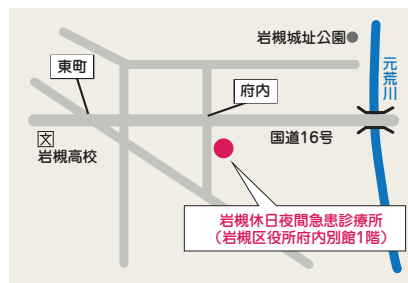 岩槻城址公園
東町
府内
元荒川
国道16号
文
岩槻高校
岩槻休日夜間急患診療所
（岩槻区役所府内別館1階）